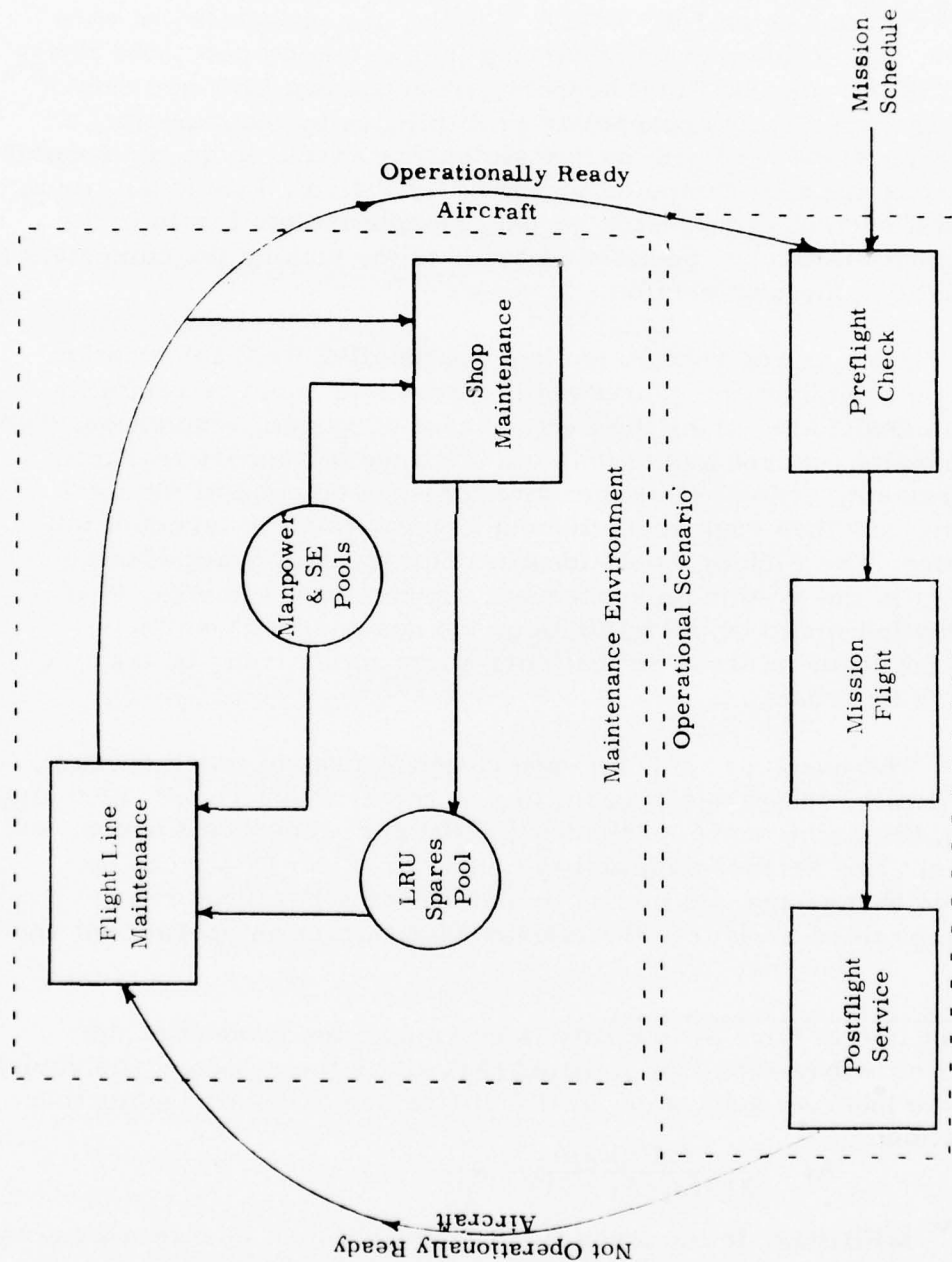 Operationally Ready
Aircraft
Flight Line
Maintenance
Manpower
& SE
Pools
Shop
Maintenance
LRU
Spares
Pool
Maintenance Environment
Operational Scenario
Mission
Schedule
Preflight
Check
Mission
Flight
Postflight
Service
Not Operationally Ready
Aircraft